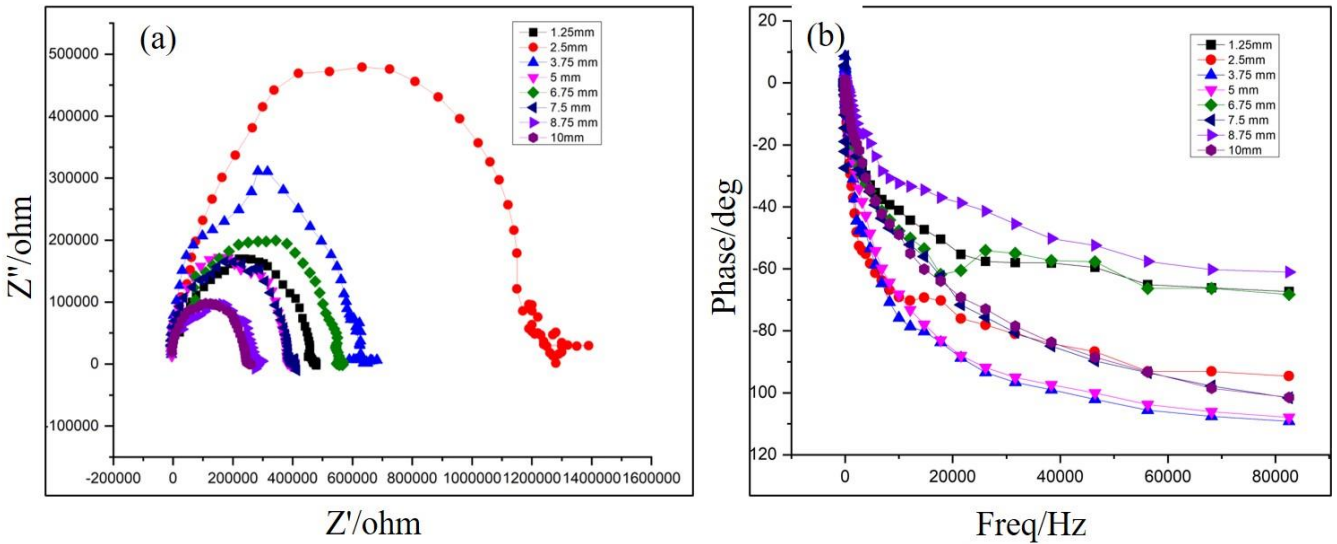 (a)
1.25mm
2.5mm
3.75 mm
5 mm
6.75 mm
7.5 mm
8.75 mm
10mm
500000
400000
300000
200000
100000
0
-100000
-200000
0
200000
400000
600000
800000
1000000
1200000
1400000
1600000
Z''/ohm
Z'/ohm
(b)
1.25mm
2.5mm
3.75 mm
5 mm
6.75 mm
7.5 mm
8.75 mm
10mm
20
0
-20
-40
-60
-80
100
120
0
20000
40000
60000
80000
Phase/deg
Freq/Hz